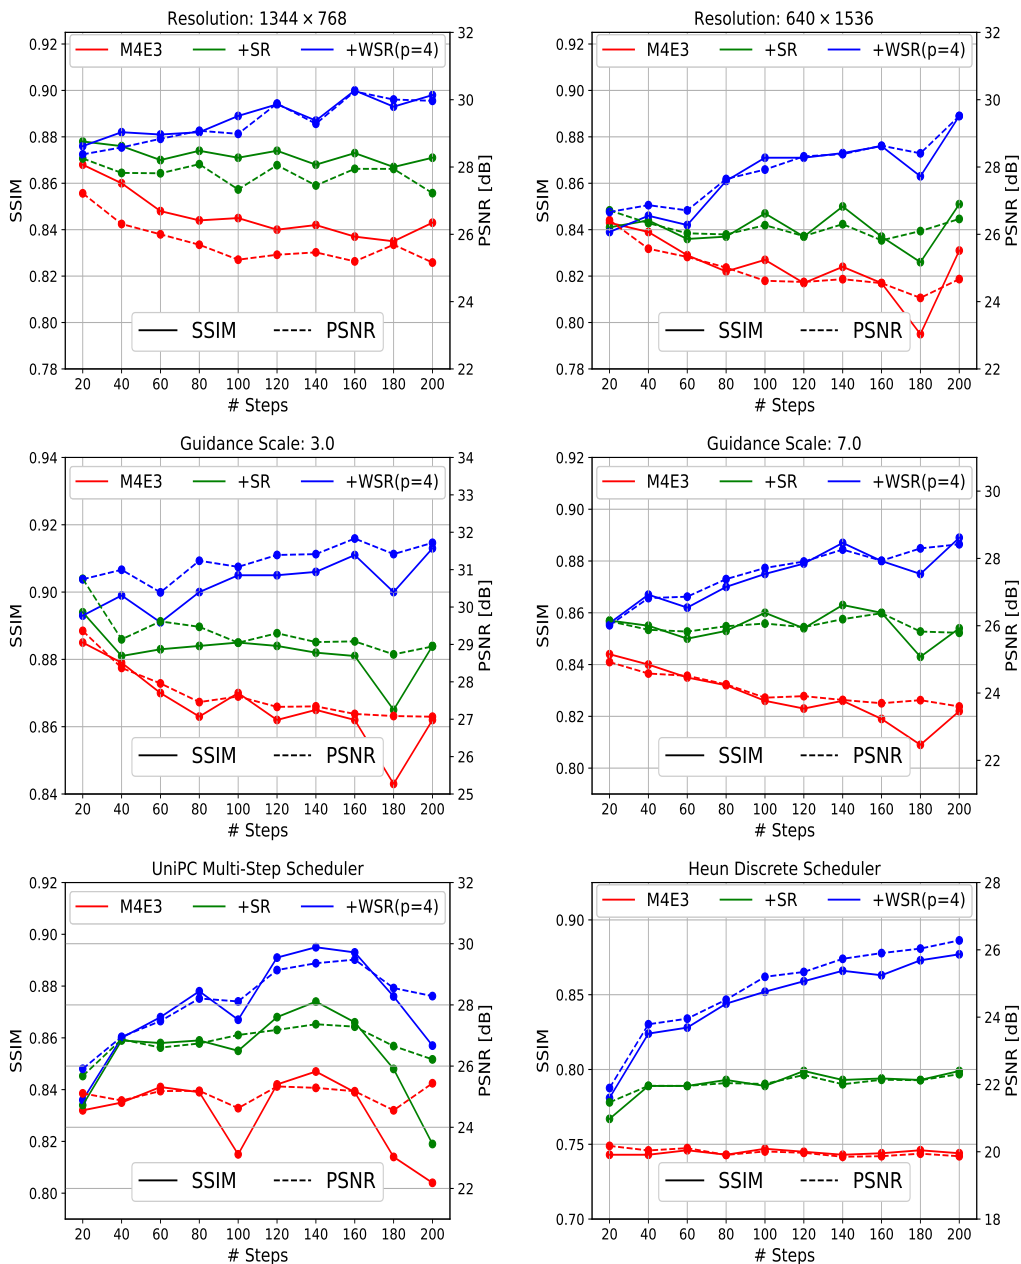 Resolution: 1344 × 768
M4E3 +SR +WSR(p=4)
SSIM
0.92
0.90
0.88
0.86
0.84
0.82
0.80
0.78
32
30
28
26
24
22
PSNR [dB]
SSIM PSNR
20 40 60 80 100 120 140 160 180 200
# Steps
Resolution: 640 × 1536
M4E3 +SR +WSR(p=4)
SSIM
0.92
0.90
0.88
0.86
0.84
0.82
0.80
0.78
32
30
28
26
24
22
PSNR [dB]
SSIM PSNR
20 40 60 80 100 120 140 160 180 200
# Steps
Guidance Scale: 3.0
M4E3 +SR +WSR(p=4)
SSIM
0.94
0.92
0.90
0.88
0.86
0.84
34
33
32
31
30
29
28
27
26
25
PSNR [dB]
SSIM PSNR
20 40 60 80 100 120 140 160 180 200
# Steps
Guidance Scale: 7.0
M4E3 +SR +WSR(p=4)
SSIM
0.92
0.90
0.88
0.86
0.84
0.82
0.80
30
28
26
24
22
PSNR [dB]
SSIM PSNR
20 40 60 80 100 120 140 160 180 200
# Steps
UniPC Multi-Step Scheduler
M4E3 +SR +WSR(p=4)
SSIM
0.92
0.90
0.88
0.86
0.84
0.82
0.80
32
30
28
26
24
22
PSNR [dB]
SSIM PSNR
20 40 60 80 100 120 140 160 180 200
# Steps
Heun Discrete Scheduler
M4E3 +SR +WSR(p=4)
SSIM
0.90
0.85
0.80
0.75
0.70
28
26
24
22
20
18
PSNR [dB]
SSIM PSNR
20 40 60 80 100 120 140 160 180 200
# Steps